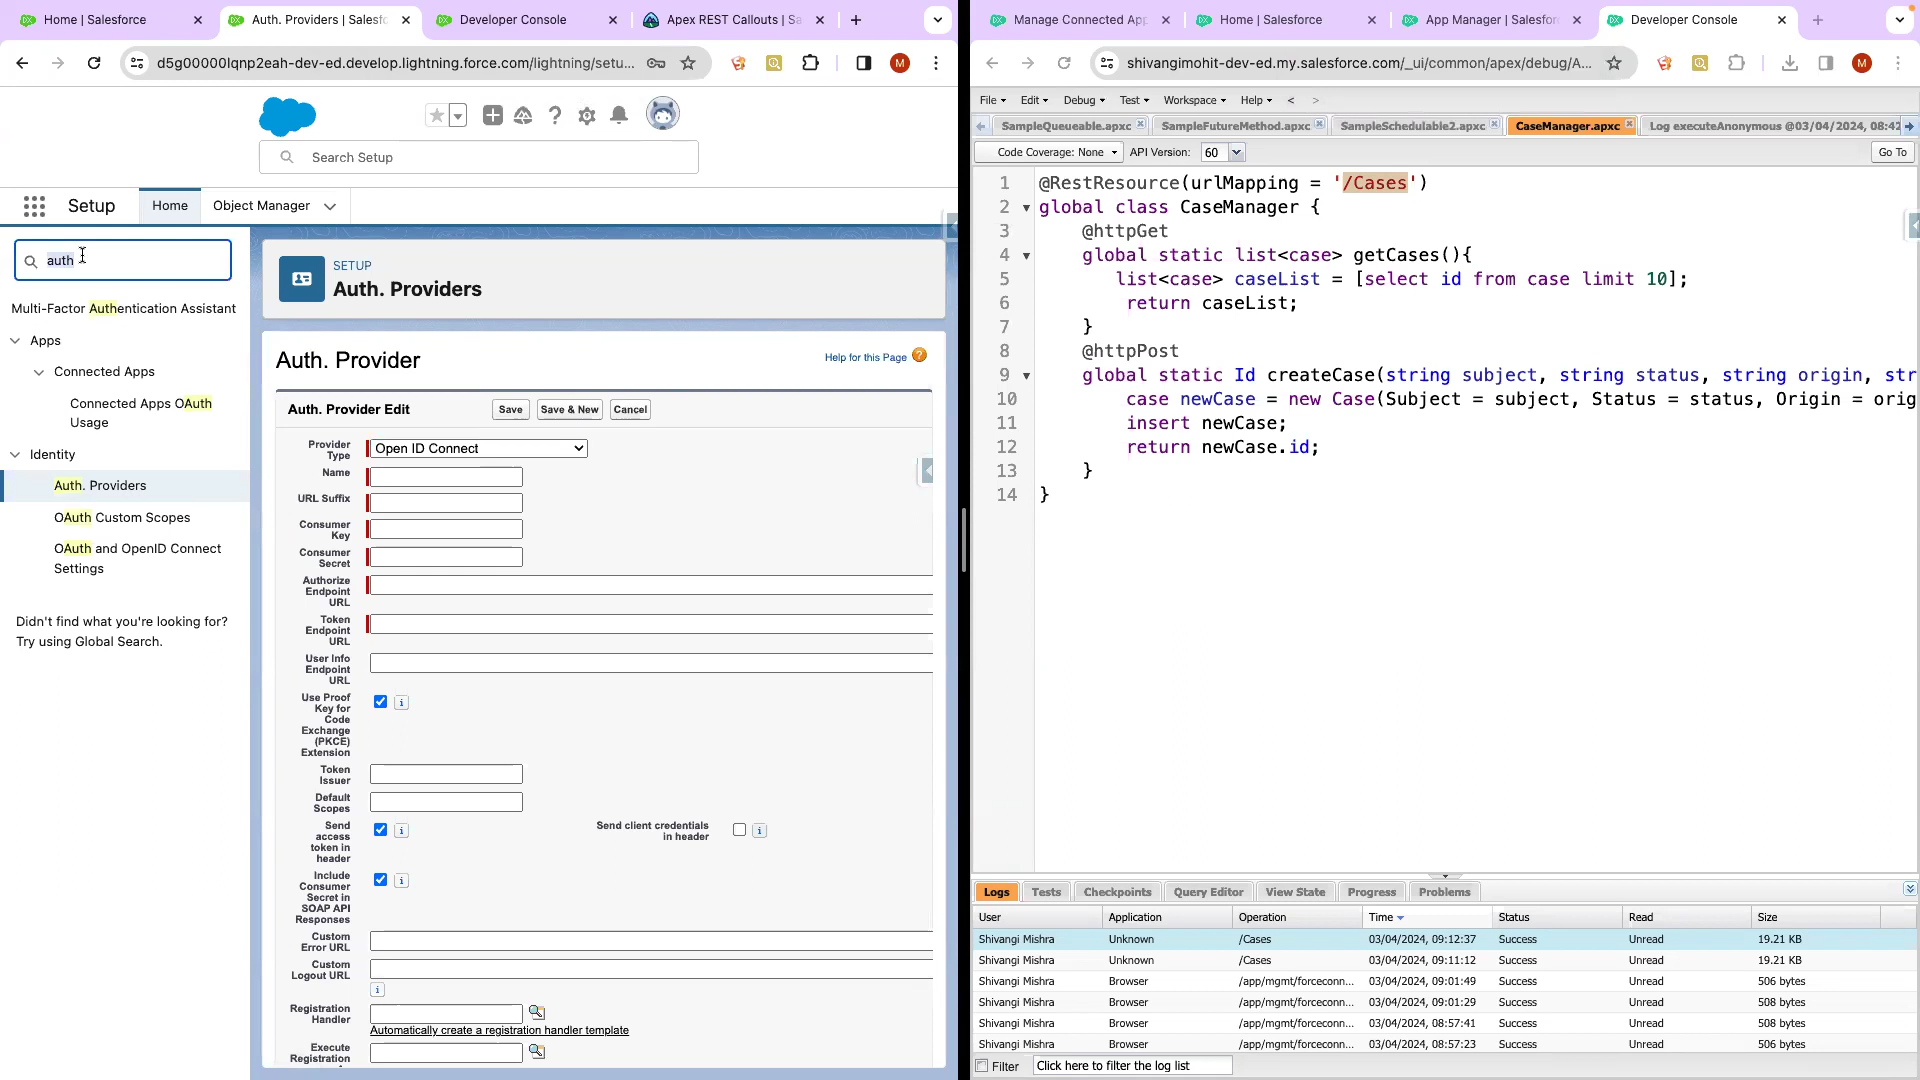 Home | Salesforce
Auth. Providers | Salesf
Developer Console
Apex REST Callouts | Sa
d5g00000lqnp2eah-dev-ed.develop.lightning.force.com/lightning/setu...
M
Search Setup
Setup
Home
Object Manager
auth
Multi-Factor Authentication Assistant
Apps
Connected Apps
Connected Apps OAuth
Usage
Identity
Auth. Providers
OAuth Custom Scopes
OAuth and OpenID Connect
Settings
Didn't find what you're looking for?
Try using Global Search.
SETUP
Auth. Providers
Auth. Provider
Help for this Page
Auth. Provider Edit
Save
Save & New
Cancel
Provider
Type
Open ID Connect
Name
URL Suffix
Consumer
Key
Consumer
Secret
Authorize
Endpoint
URL
Token
Endpoint
URL
User Info
Endpoint
URL
Use Proof
Key for
Code
Exchange
(PKCE)
Extension
Token
Issuer
Default
Scopes
Send
access
token in
header
Send client credentials
in header
Include
Consumer
Secret in
SOAP API
Responses
Custom
Error URL
Custom
Logout URL
Registration
Handler
Automatically create a registration handler template
Execute
Registration
Manage Connected App
Home | Salesforce
App Manager | Salesfor
Developer Console
shivangimohit-dev-ed.my.salesforce.com/_ui/common/apex/debug/A...
M
File
Edit
Debug
Test
Workspace
Help
<
>
SampleQueueable.apxc
SampleFutureMethod.apxc
SampleSchedulable2.apxc
CaseManager.apxc
Log executeAnonymous @03/04/2024, 08:42
Code Coverage: None
API Version:
60
Go To
1 @RestResource(urlMapping = '/Cases')
2 global class CaseManager {
3 @httpGet
4 global static list<case> getCases(){
5 list<case> caseList = [select id from case limit 10];
6 return caseList;
7 }
8 @httpPost
9 global static Id createCase(string subject, string status, string origin, str
10 case newCase = new Case(Subject = subject, Status = status, Origin = orig
11 insert newCase;
12 return newCase.id;
13 }
14 }
Logs
Tests
Checkpoints
Query Editor
View State
Progress
Problems
User Application Operation Time Status Read Size
Shivangi Mishra Unknown /Cases 03/04/2024, 09:12:37 Success Unread 19.21 KB
Shivangi Mishra Unknown /Cases 03/04/2024, 09:11:12 Success Unread 19.21 KB
Shivangi Mishra Browser /app/mgmt/forceconn... 03/04/2024, 09:01:49 Success Unread 506 bytes
Shivangi Mishra Browser /app/mgmt/forceconn... 03/04/2024, 09:01:29 Success Unread 508 bytes
Shivangi Mishra Browser /app/mgmt/forceconn... 03/04/2024, 08:57:41 Success Unread 508 bytes
Shivangi Mishra Browser /app/mgmt/forceconn... 03/04/2024, 08:57:23 Success Unread 506 bytes
Filter
Click here to filter the log list